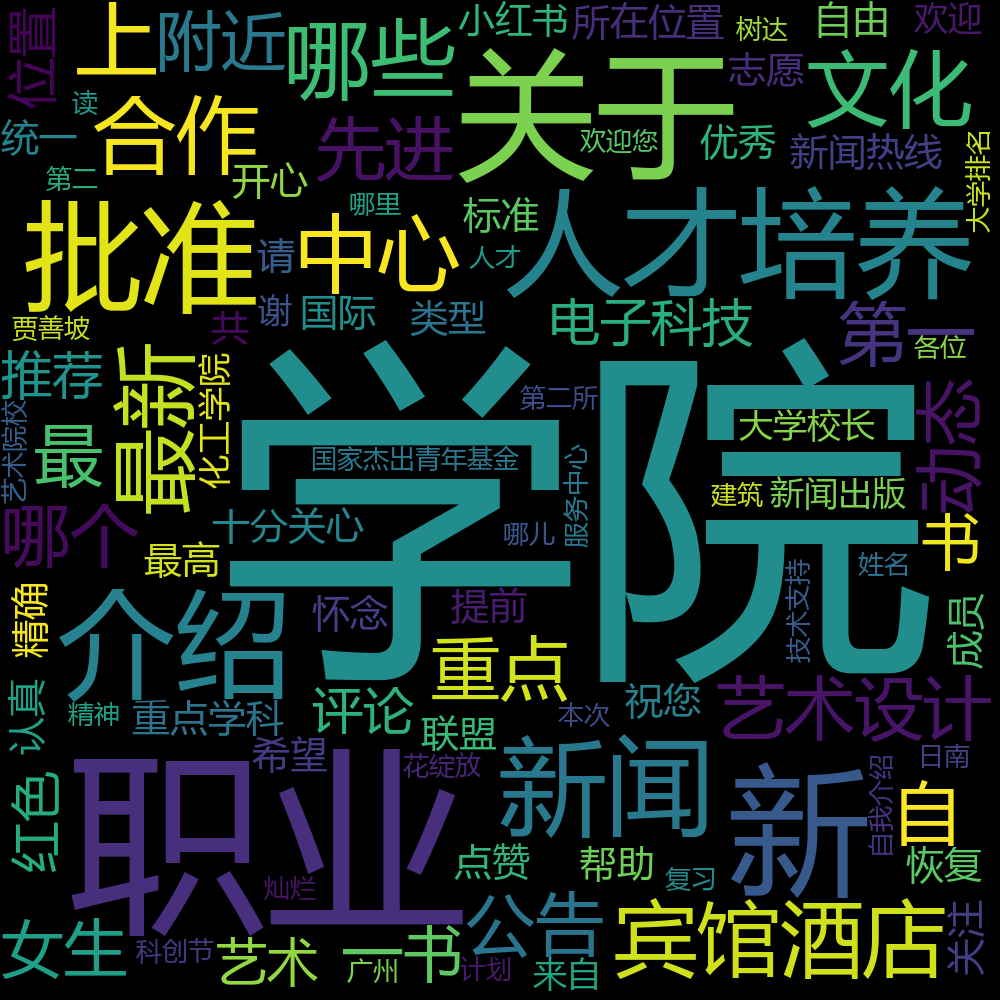 位置
上
附近
哪些
小红书
所在位置
树达
自由
欢迎
读
合作
先进
关于
志愿
文化
统一
欢迎您
优秀
新闻热线
大学排名
第二
开心
哪里
批准
请
中心
标准
人才
人才培养
谢
国际
类型
电子科技
第一
各位
贾善坡
共
推荐
最新
化工学院
学院
第二所
动态
艺术院校
最
国家杰出青年基金
服务中心
大学校长
建筑
新闻出版
哪个
十分关心
哪儿
书
最高
姓名
精确
介绍
怀念
提前
技术支持
成员
重点
认真
精神
重点学科
评论
联盟
本次
祝您
艺术设计
希望
花绽放
新闻
新
日南
自我介绍
红色
职业
自
点赞
帮助
复习
恢复
灿烂
女生
科创节
艺术
广州
一书
计划
公告
来自
宾馆酒店
关注